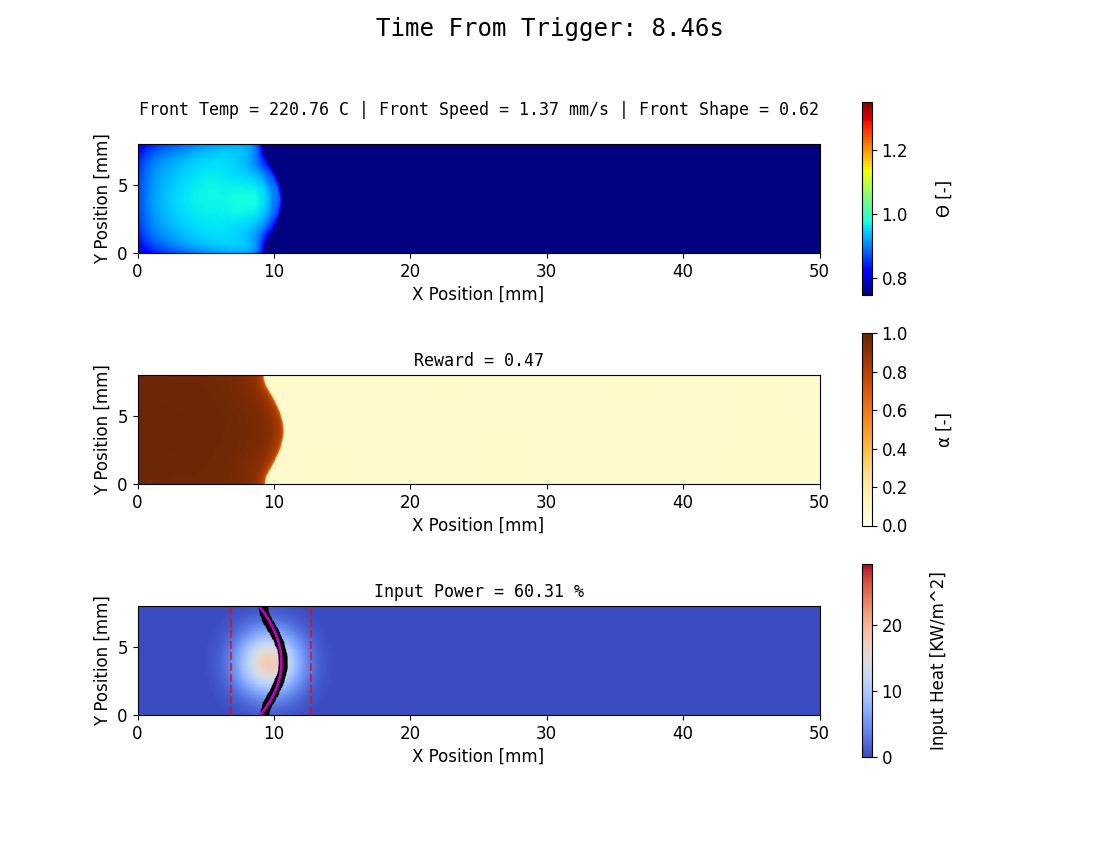 Time From Trigger: 8.46s
Front Temp = 220.76 C | Front Speed = 1.37 mm/s | Front Shape = 0.62
Y Position [mm]
5
0
0 10 20 30 40 50
X Position [mm]
1.2
1.0
0.8
Θ [-]
Reward = 0.47
Y Position [mm]
5
0
0 10 20 30 40 50
X Position [mm]
1.0
0.8
0.6
0.4
0.2
0.0
α [-]
Input Power = 60.31 %
Y Position [mm]
5
0
0 10 20 30 40 50
X Position [mm]
20
10
0
Input Heat [KW/m^2]